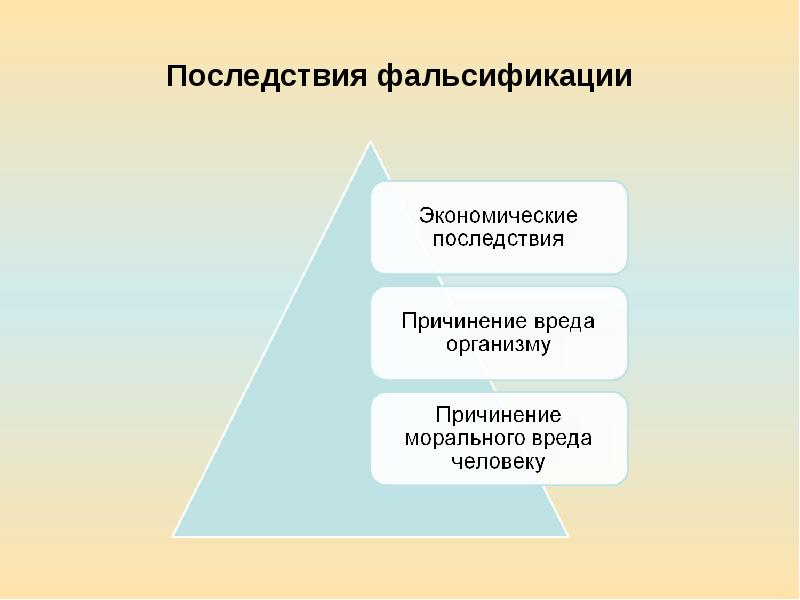 Последствия фальсификации
Экономические
последствия
Причинение вреда
организму
Причинение
морального вреда
человеку